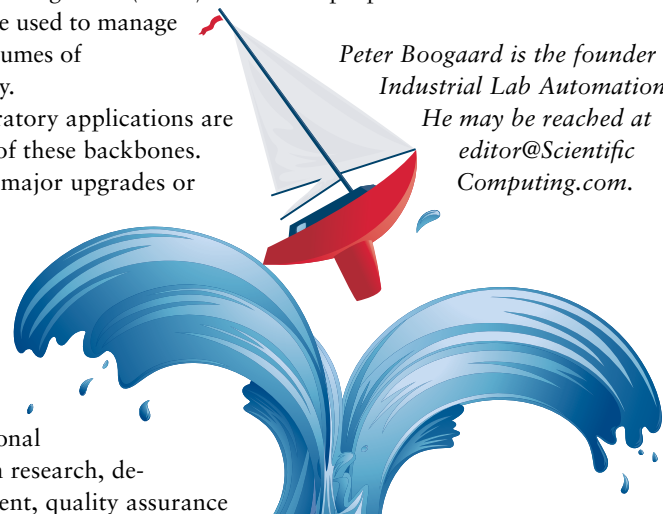 e used to manage
umes of
y.
ratory applications are
of these backbones.
major upgrades or
onal
research, de-
ent, quality assurance
Peter Boogaard is the founder
Industrial Lab Automation
He may be reached at
editor@Scientific
Computing.com.